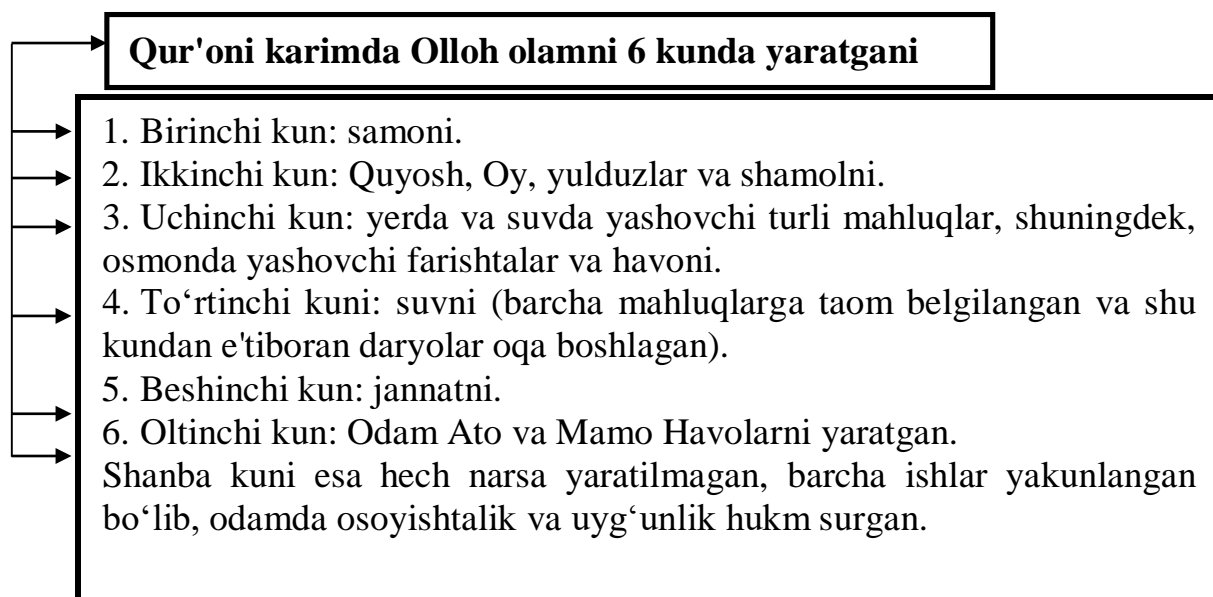 Qur'oni karimda Olloh olamni 6 kunda yaratgani
1. Birinchi kun: samoni.
2. Ikkinchi kun: Quyosh, Oy, yulduzlar va shamolni.
3. Uchinchi kun: yerda va suvda yashovchi turli mahluqlar, shuningdek,
osmonda yashovchi farishtalar va havoni.
4. To‘rtinchi kuni: suvni (barcha mahluqlarga taom belgilangan va shu
kundan e'tiboran daryolar oqa boshlagan).
5. Beshinchi kun: jannatni.
6. Oltinchi kun: Odam Ato va Mamo Havolarni yaratgan.
Shanba kuni esa hech narsa yaratilmagan, barcha ishlar yakunlangan
bo‘lib, odamda osoyishtalik va uyg‘unlik hukm surgan.